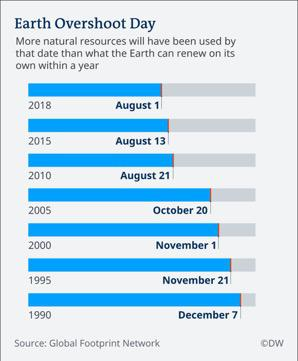 Earth Overshoot Day
More natural resources will have been used by
that date than what the Earth can renew on its
own within a year
2018 August 1
2015 August 13
2010 August 21
2005 October 20
2000 November 1
1995 November 21
1990 December 7
Source: Global Footprint Network ©DW